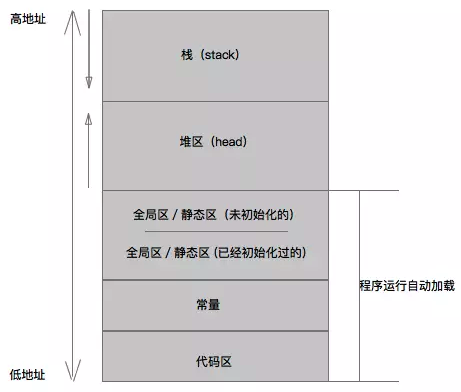 高地址
栈（stack）
堆区（head）
全局区 / 静态区（未初始化的）
全局区 / 静态区 (已经初始化过的)
程序运行自动加载
常量
代码区
低地址